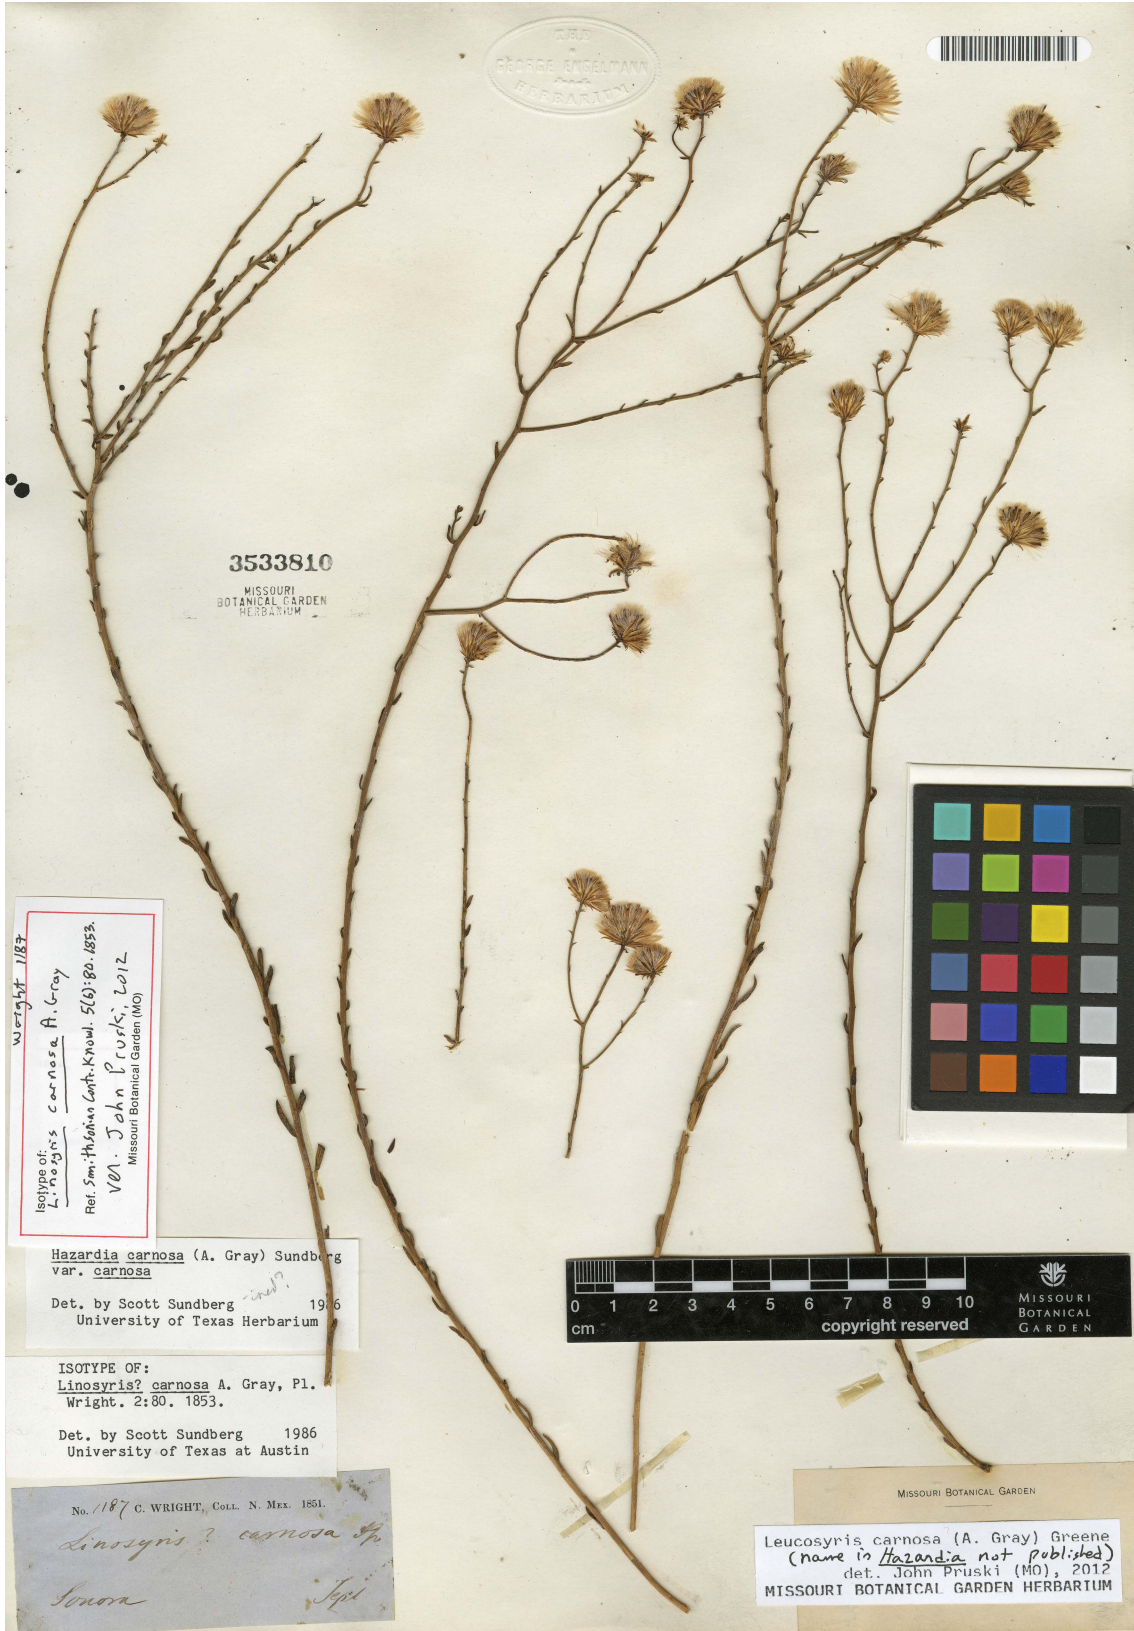 THE
GEORGE ENGELMANN
HERBARIUM
3533810
MISSOURI
BOTANICAL GARDEN
HERBARIUM
Wright 1187
Isotype of:
Linosyris carnosa A. Gray
Ref. Smithsonian Contr. Knowl. 5(6):80. 1853.
ver. John Pruski, 2012
Missouri Botanical Garden (MO)
Hazardia carnosa (A. Gray) Sundberg
var. carnosa
Det. by Scott Sundberg 1986
University of Texas Herbarium
ISOTYPE OF:
Linosyris? carnosa A. Gray, Pl.
Wright. 2:80. 1853.
Det. by Scott Sundberg 1986
University of Texas at Austin
No. 1187 C. WRIGHT, COLL. N. MEX. 1851.
Linosyris ? carnosa Sp
Sonora Sept
0 1 2 3 4 5 6 7 8 9 10
cm copyright reserved
MISSOURI
BOTANICAL
GARDEN
MISSOURI BOTANICAL GARDEN
Leucosyris carnosa (A. Gray) Greene
(name in Hazardia not published)
det. John Pruski (MO), 2012
MISSOURI BOTANICAL GARDEN HERBARIUM